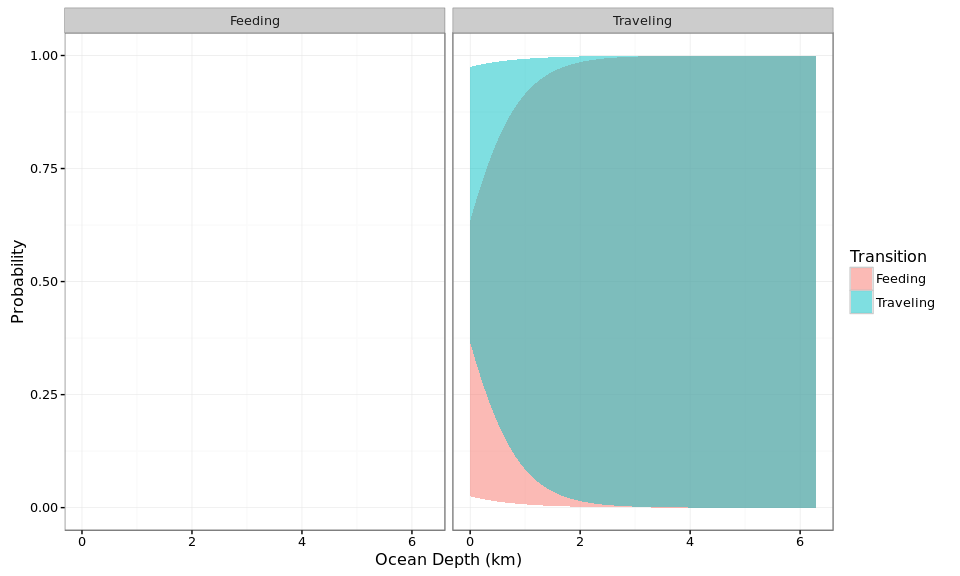 Feeding
Traveling
1.00
0.75
0.50
0.25
0.00
Probability
0 2 4 6
0 2 4 6
Ocean Depth (km)
Transition
Feeding
Traveling